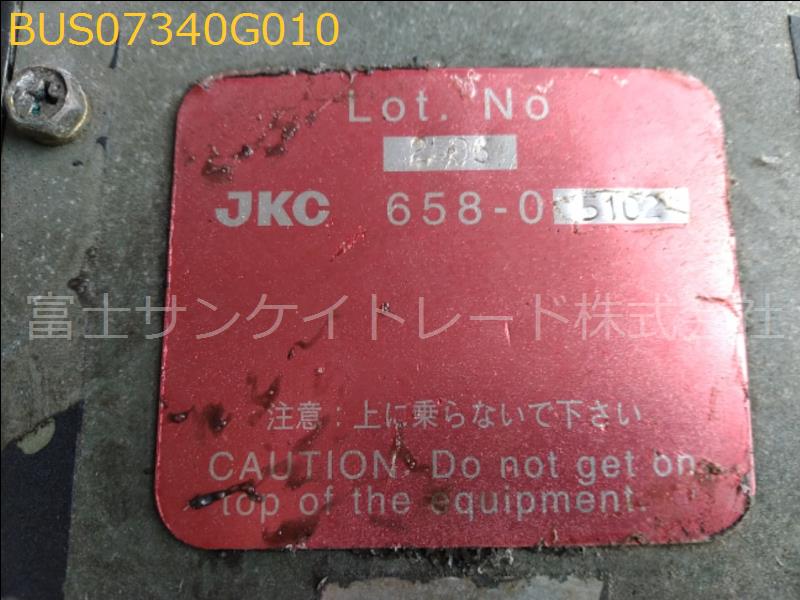 BUS07340G010
Lot. No
JKC 658-05102
富士サンケイトレード株式会社
注意：上に乗らないで下さい
CAUTION: Do not get on
top of the equipment.